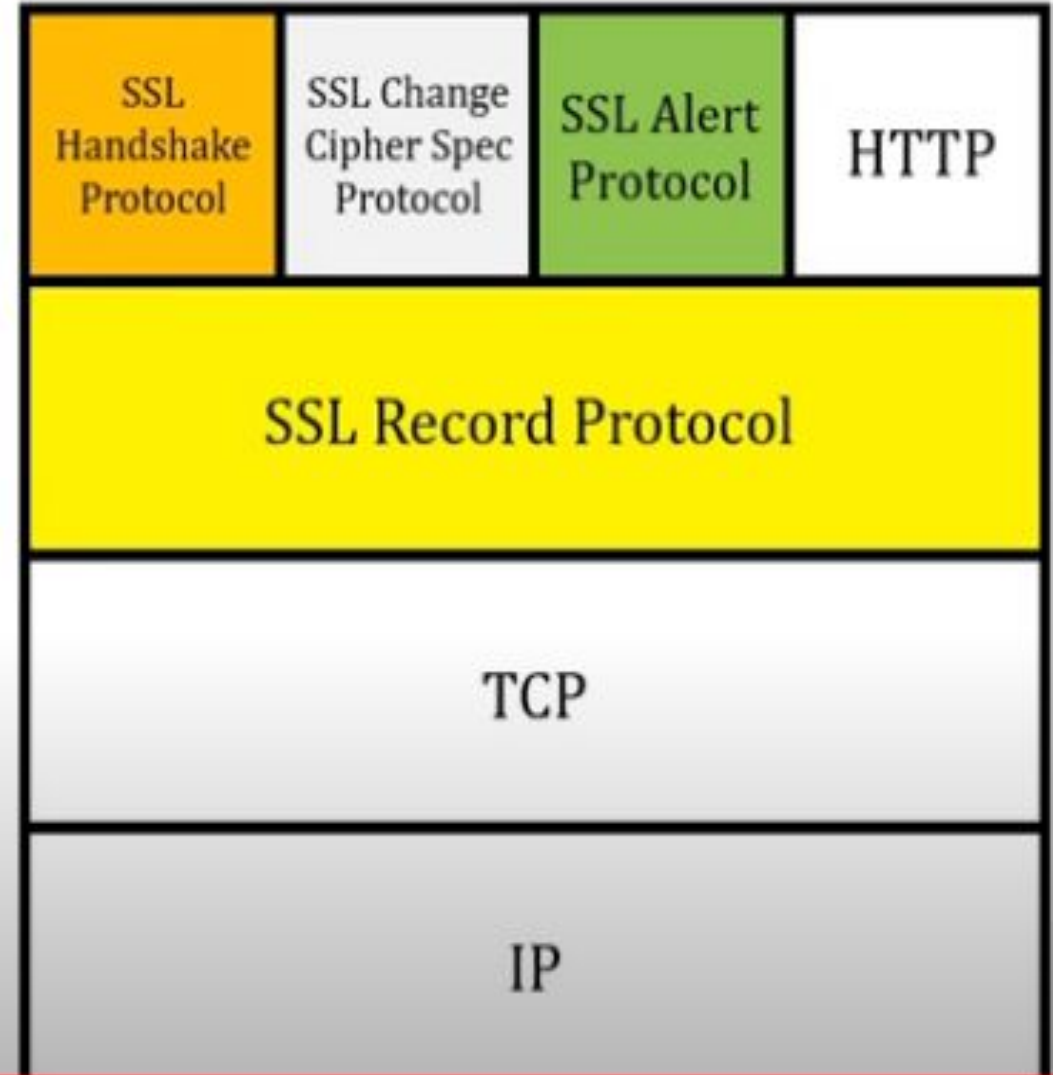 SSL
Handshake
Protocol
SSL Change
Cipher Spec
Protocol
SSL Alert
Protocol
HTTP
SSL Record Protocol
TCP
IP